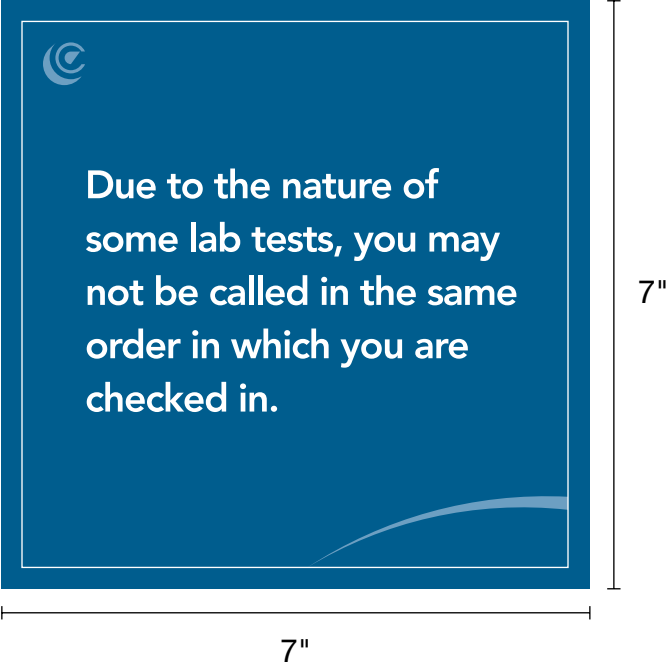 Due to the nature of
some lab tests, you may
not be called in the same
order in which you are
checked in.
7"
7"